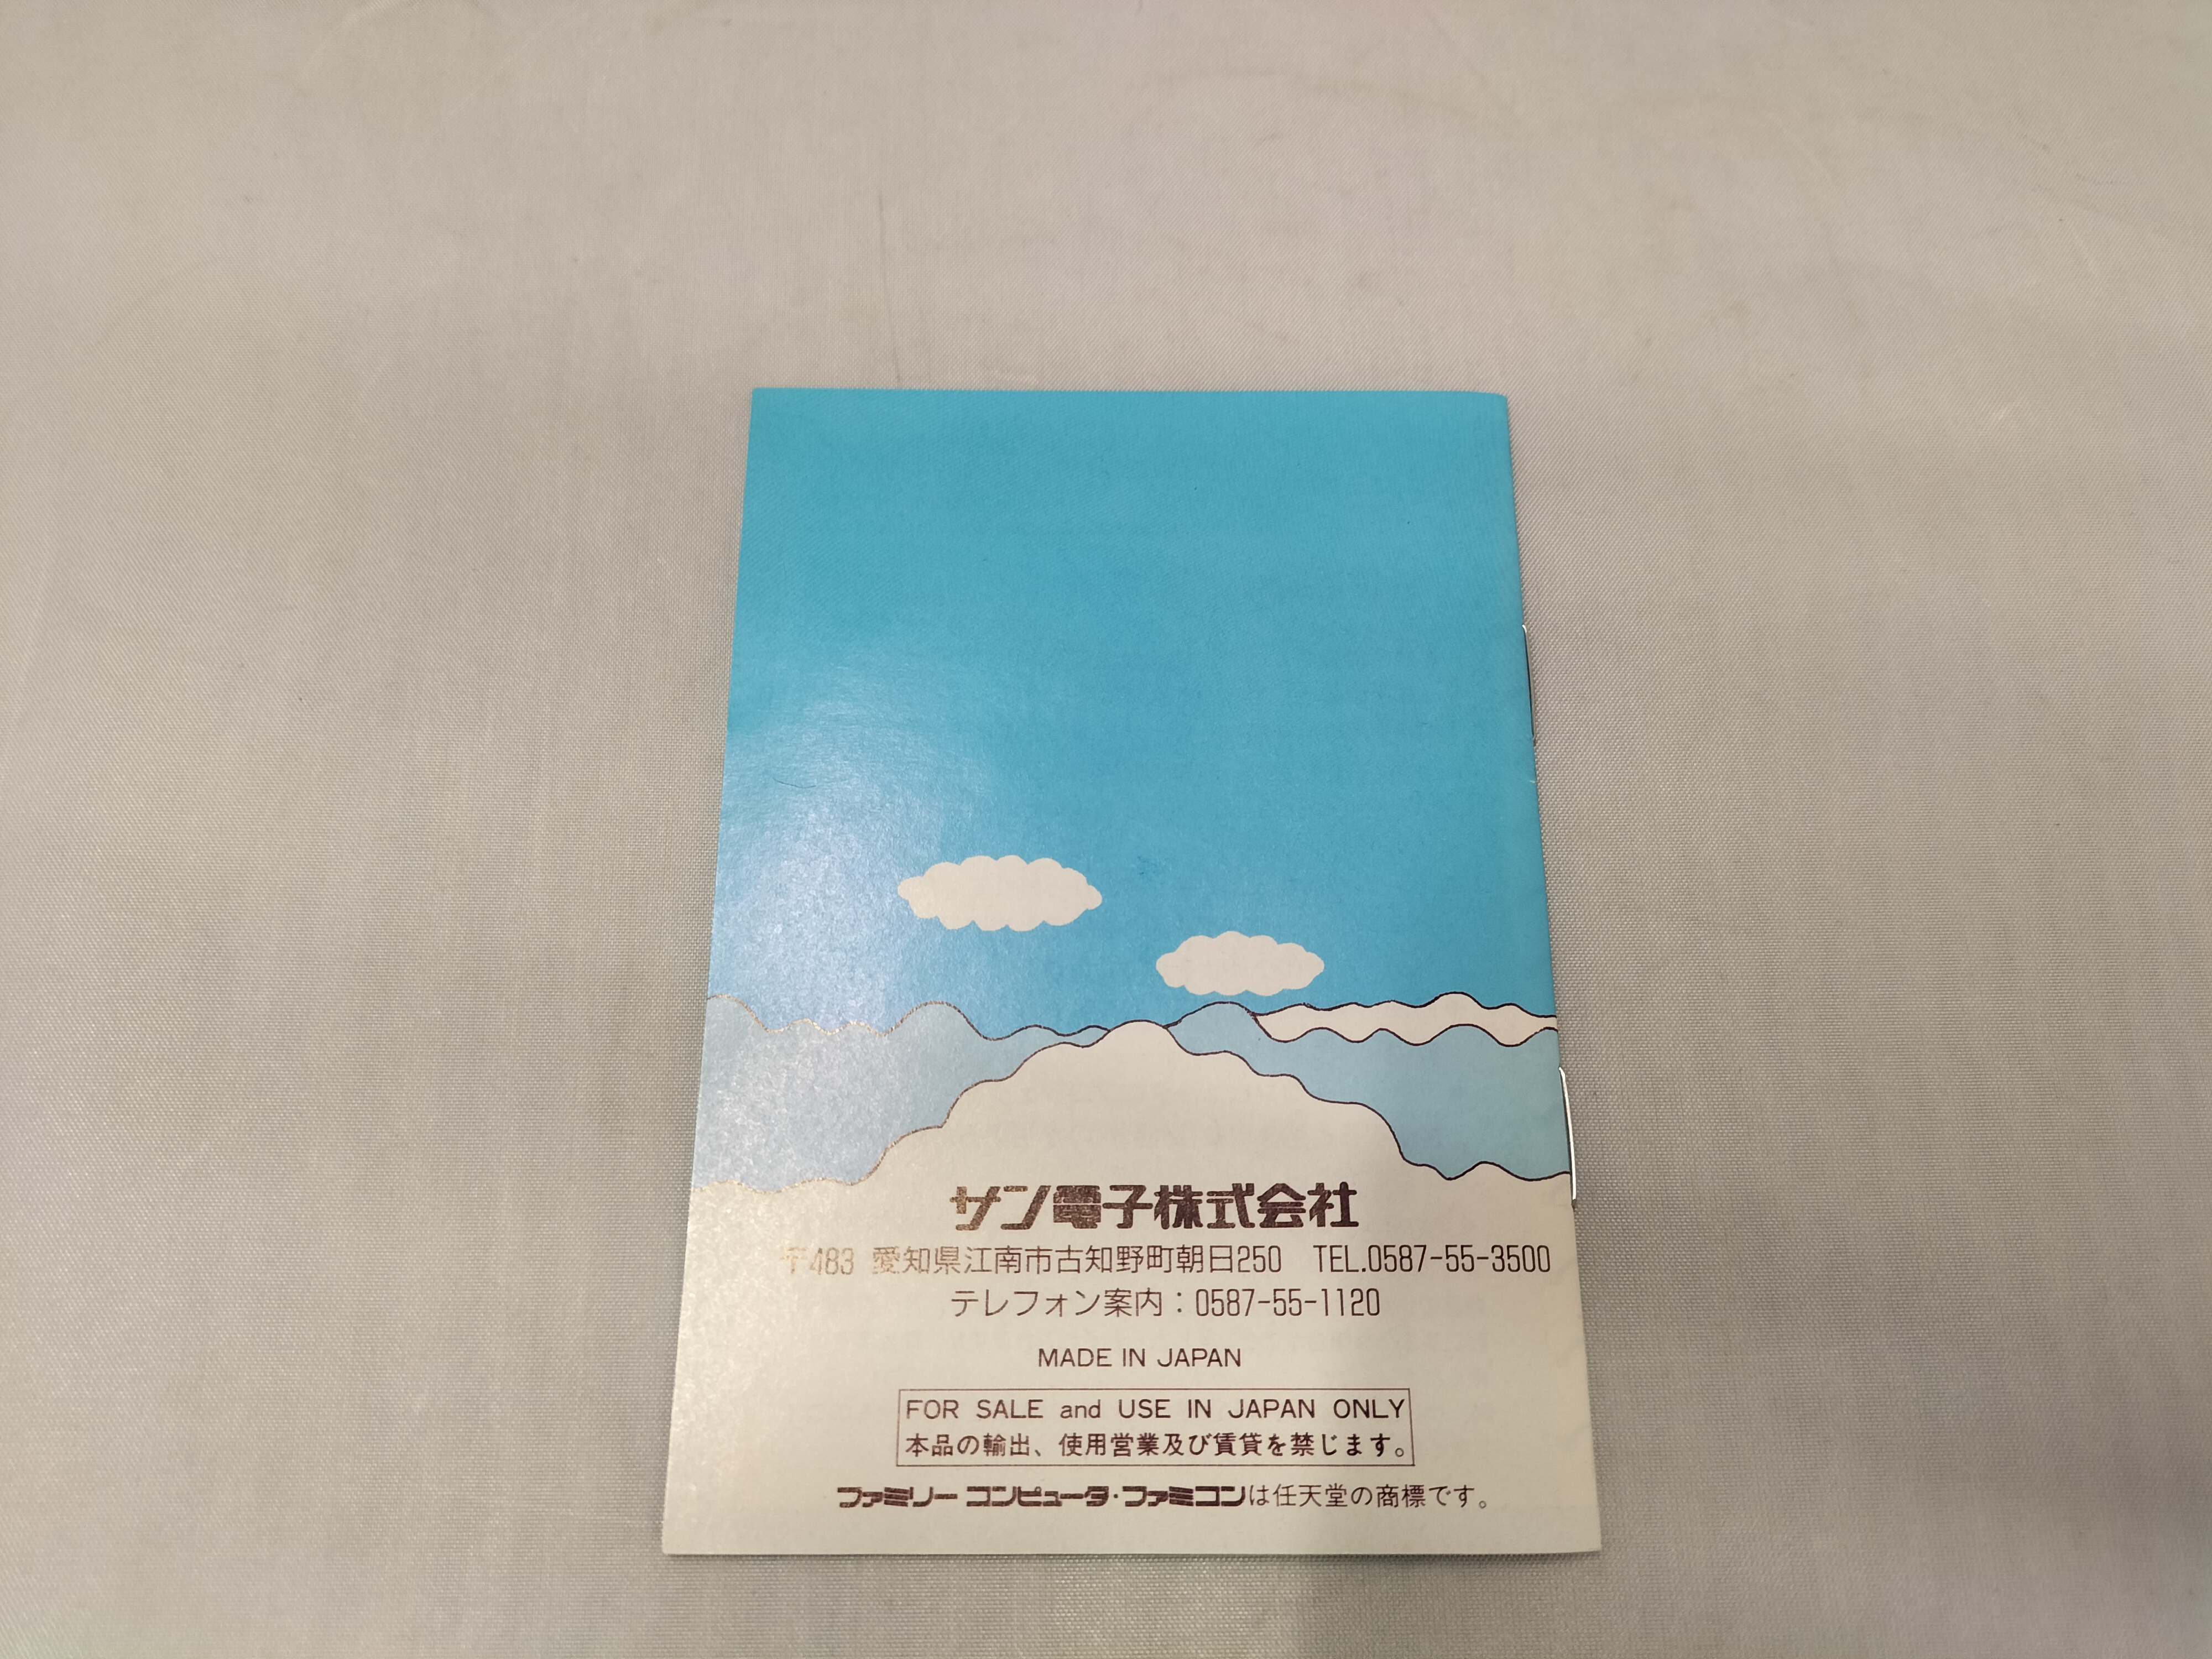 サン電子株式会社
〒483 愛知県江南市古知野町朝日250 TEL.0587-55-3500
テレフォン案内：0587-55-1120
MADE IN JAPAN
FOR SALE and USE IN JAPAN ONLY
本品の輸出、使用営業及び賃貸を禁じます。
ファミリー コンピュータ・ファミコンは任天堂の商標です。